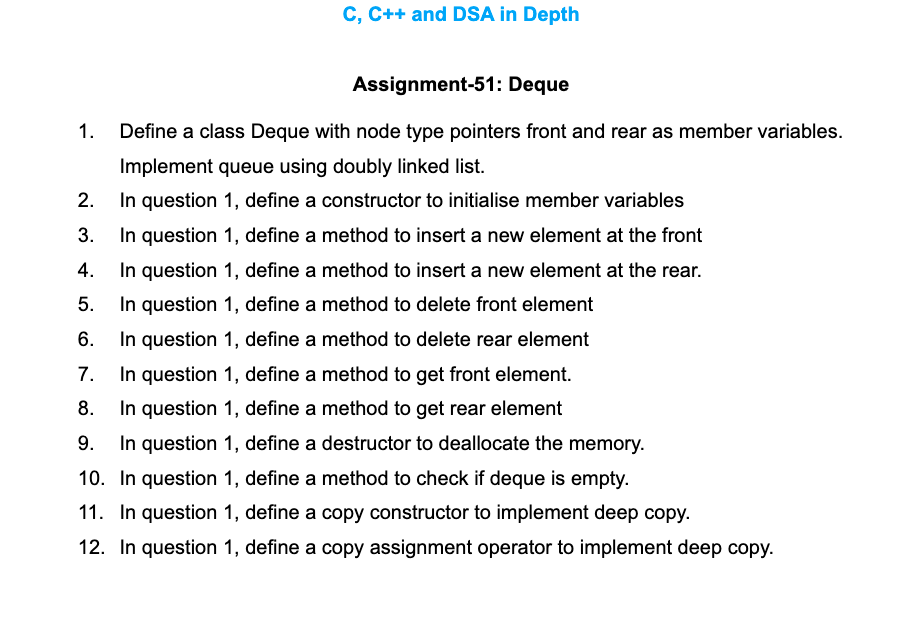 C, C++ and DSA in Depth
Assignment-51: Deque
1. Define a class Deque with node type pointers front and rear as member variables.
Implement queue using doubly linked list.
2. In question 1, define a constructor to initialise member variables
3. In question 1, define a method to insert a new element at the front
4. In question 1, define a method to insert a new element at the rear.
5. In question 1, define a method to delete front element
6. In question 1, define a method to delete rear element
7. In question 1, define a method to get front element.
8. In question 1, define a method to get rear element
9. In question 1, define a destructor to deallocate the memory.
10. In question 1, define a method to check if deque is empty.
11. In question 1, define a copy constructor to implement deep copy.
12. In question 1, define a copy assignment operator to implement deep copy.